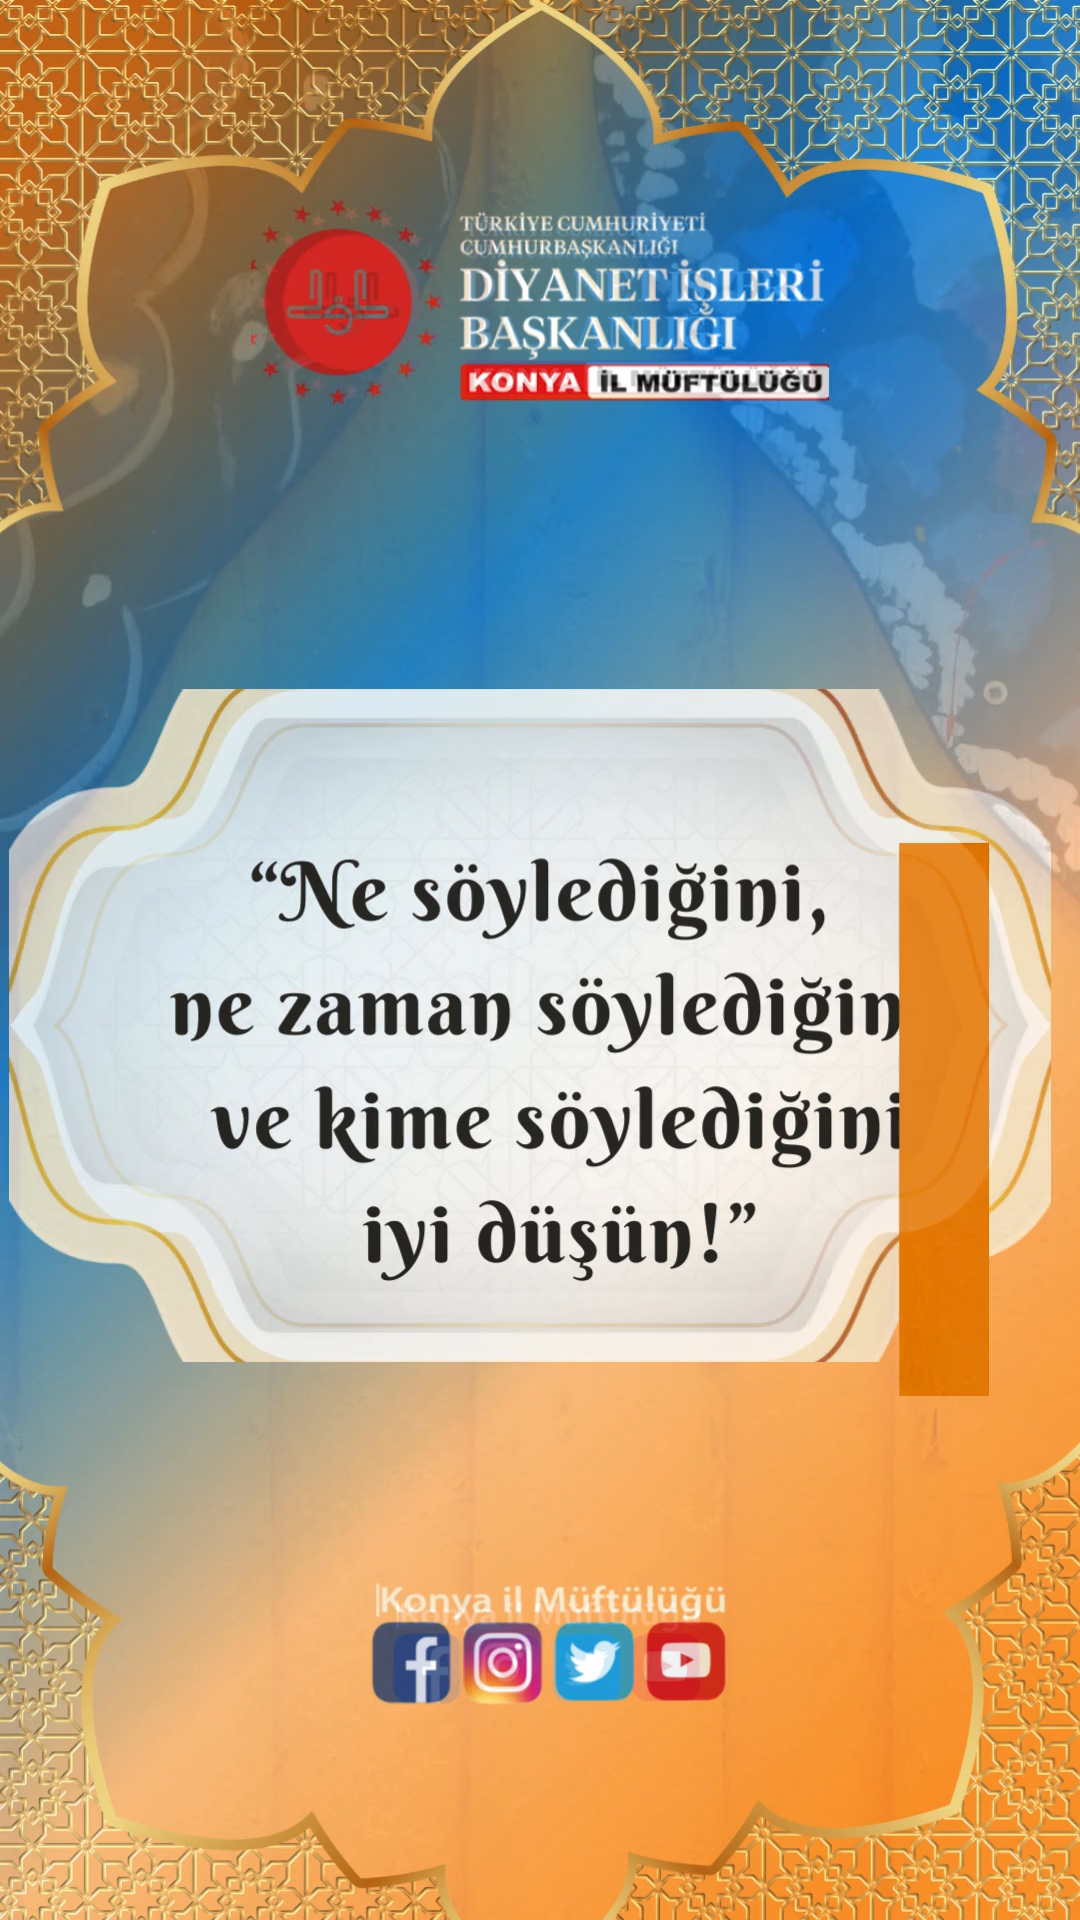 TÜRKİYE CUMHURİYETİ
CUMHURBAŞKANLIĞI
DİYANET İŞLERİ
BAŞKANLIĞI
KONYA İL MÜFTÜLÜĞÜ
“Ne söylediğini,
ne zaman söylediğin
ve kime söylediğini
iyi düşün!”
Konya il Müftülüğü